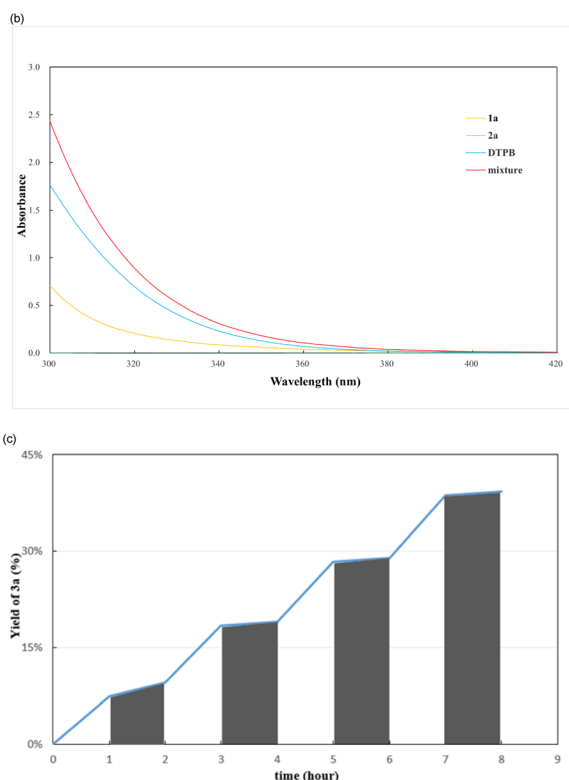 (b)
3.0
2.5
2.0
1.5
1.0
0.5
0.0
Absorbance
1a
2a
DTPB
mixture
300 320 340 360 380 400 420
Wavelength (nm)
(c)
45%
30%
15%
0%
Yield of 3a (%)
0 1 2 3 4 5 6 7 8 9
time (hour)